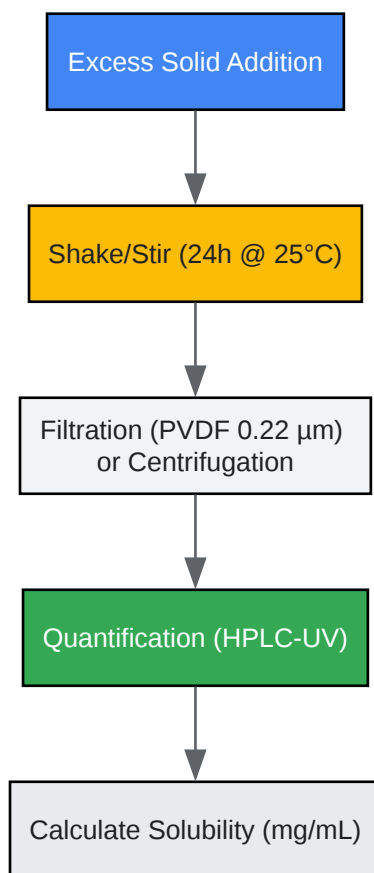 Excess Solid Addition
Shake/Stir (24h @ 25°C)
Filtration (PVDF 0.22 µm)
or Centrifugation
Quantification (HPLC-UV)
Calculate Solubility (mg/mL)